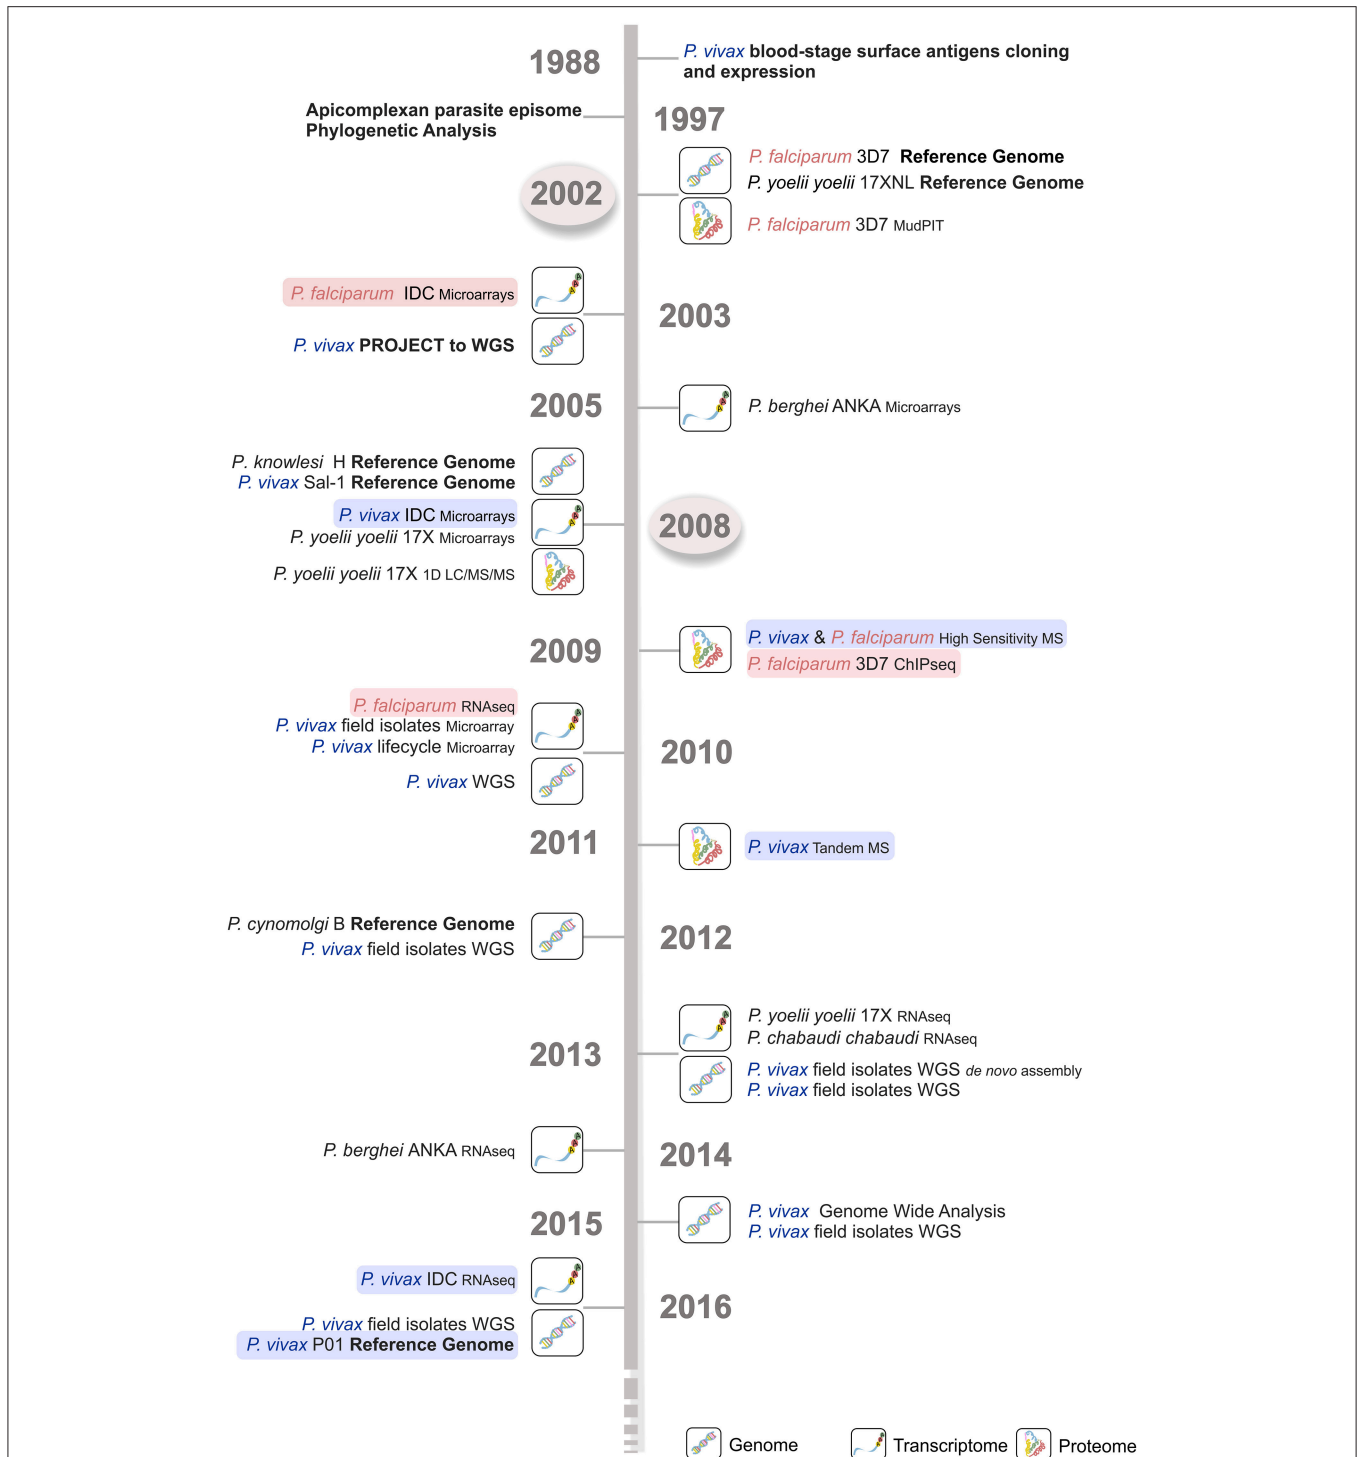 1988
P. vivax blood-stage surface antigens cloning
and expression
Apicomplexan parasite episome
Phylogenetic Analysis
1997
2002
P. falciparum 3D7 Reference Genome
P. yoelii yoelii 17XNL Reference Genome
P. falciparum 3D7 MudPIT
P. falciparum IDC Microarrays
P. vivax PROJECT to WGS
2003
2005
P. berghei ANKA Microarrays
P. knowlesi H Reference Genome
P. vivax Sal-1 Reference Genome
P. vivax IDC Microarrays
P. yoelii yoelii 17X Microarrays
P. yoelii yoelii 17X 1D LC/MS/MS
2008
2009
P. vivax & P. falciparum High Sensitivity MS
P. falciparum 3D7 ChIPseq
P. falciparum RNAseq
P. vivax field isolates Microarray
P. vivax lifecycle Microarray
P. vivax WGS
2010
2011
P. vivax Tandem MS
P. cynomolgi B Reference Genome
P. vivax field isolates WGS
2012
2013
P. yoelii yoelii 17X RNAseq
P. chabaudi chabaudi RNAseq
P. vivax field isolates WGS de novo assembly
P. vivax field isolates WGS
P. berghei ANKA RNAseq
2014
2015
P. vivax Genome Wide Analysis
P. vivax field isolates WGS
P. vivax IDC RNAseq
P. vivax field isolates WGS
P. vivax P01 Reference Genome
2016
Genome
Transcriptome
Proteome